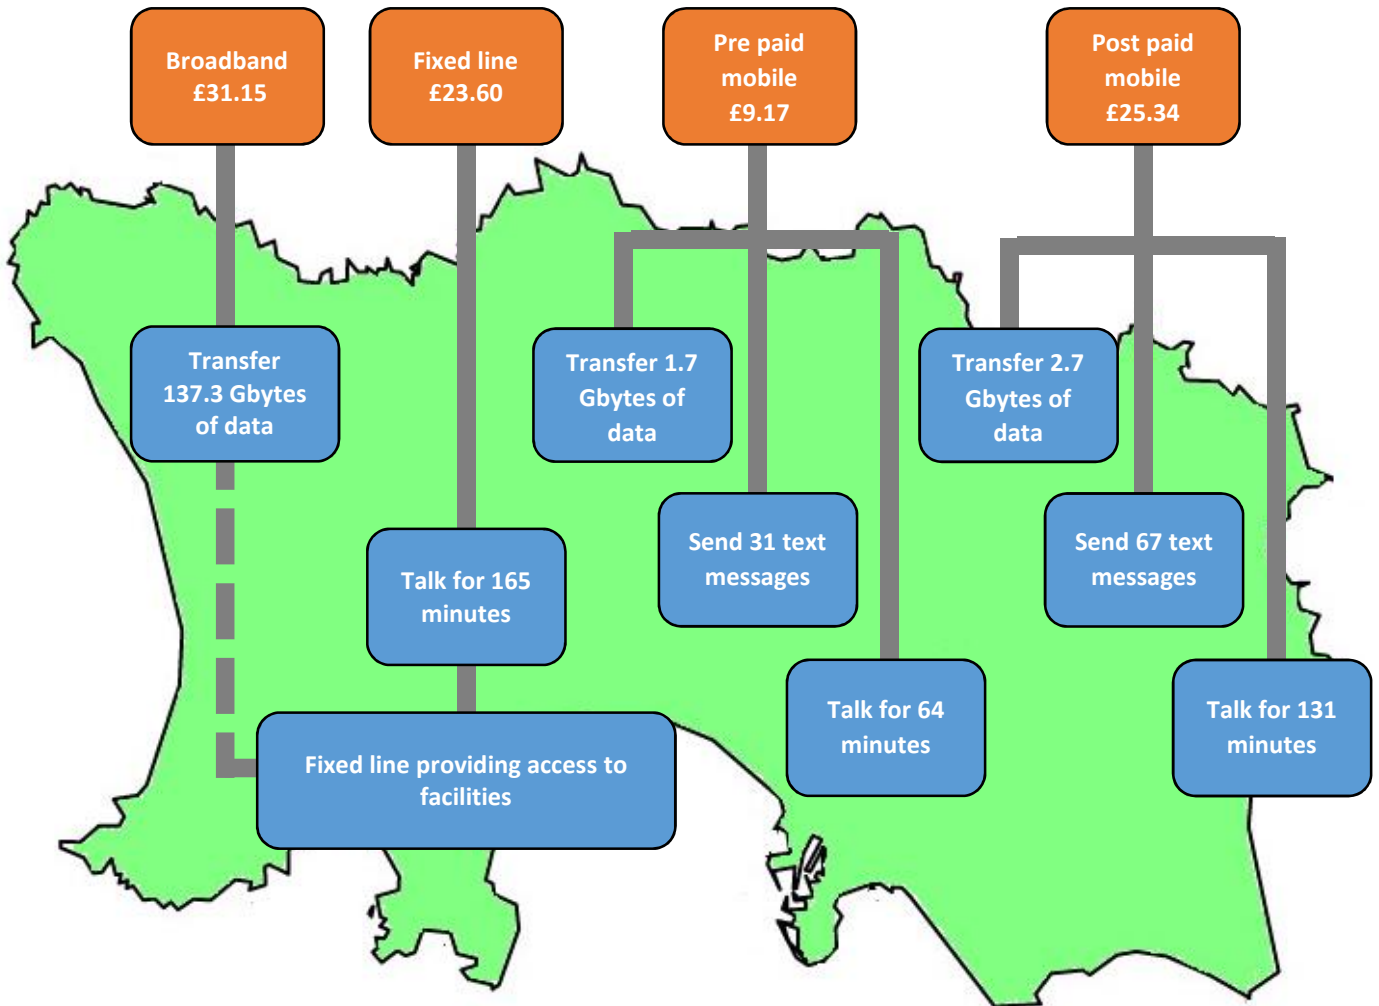 Broadband
£31.15
Fixed line
£23.60
Pre paid
mobile
£9.17
Post paid
mobile
£25.34
Transfer
137.3 Gbytes
of data
Transfer 1.7
Gbytes of
data
Transfer 2.7
Gbytes of
data
Send 31 text
messages
Send 67 text
messages
Talk for 165
minutes
Talk for 64
minutes
Talk for 131
minutes
Fixed line providing access to
facilities